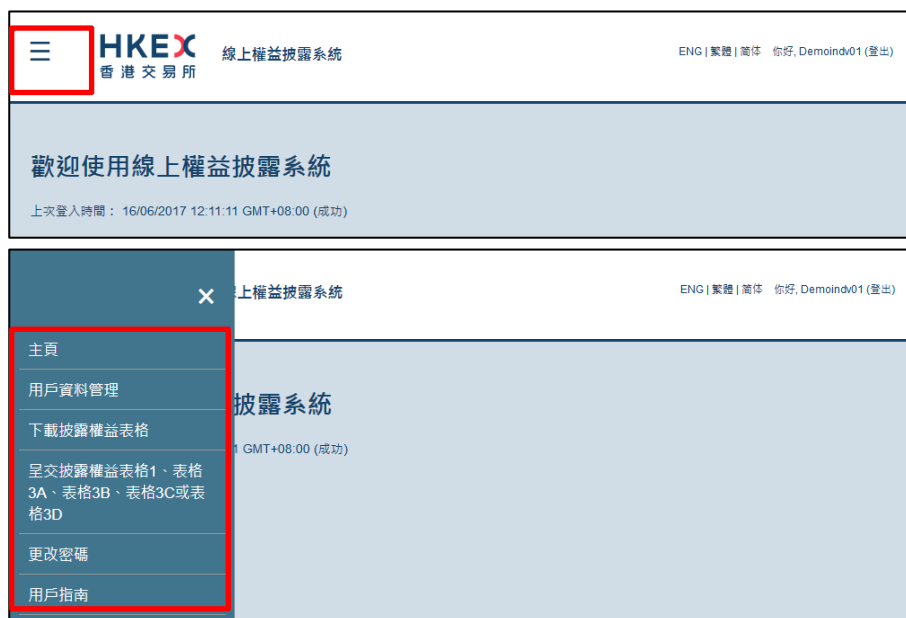 HKEX
香港交易所
線上權益披露系統
ENG | 繁體 | 简体 你好, Demoindv01 (登出)
歡迎使用線上權益披露系統
上次登入時間： 16/06/2017 12:11:11 GMT+08:00 (成功)
上權益披露系統
ENG | 繁體 | 简体 你好, Demoindv01 (登出)
主頁
用戶資料管理
披露系統
下載披露權益表格
1 GMT+08:00 (成功)
呈交披露權益表格1、表格
3A、表格3B、表格3C或表
格3D
更改密碼
用戶指南